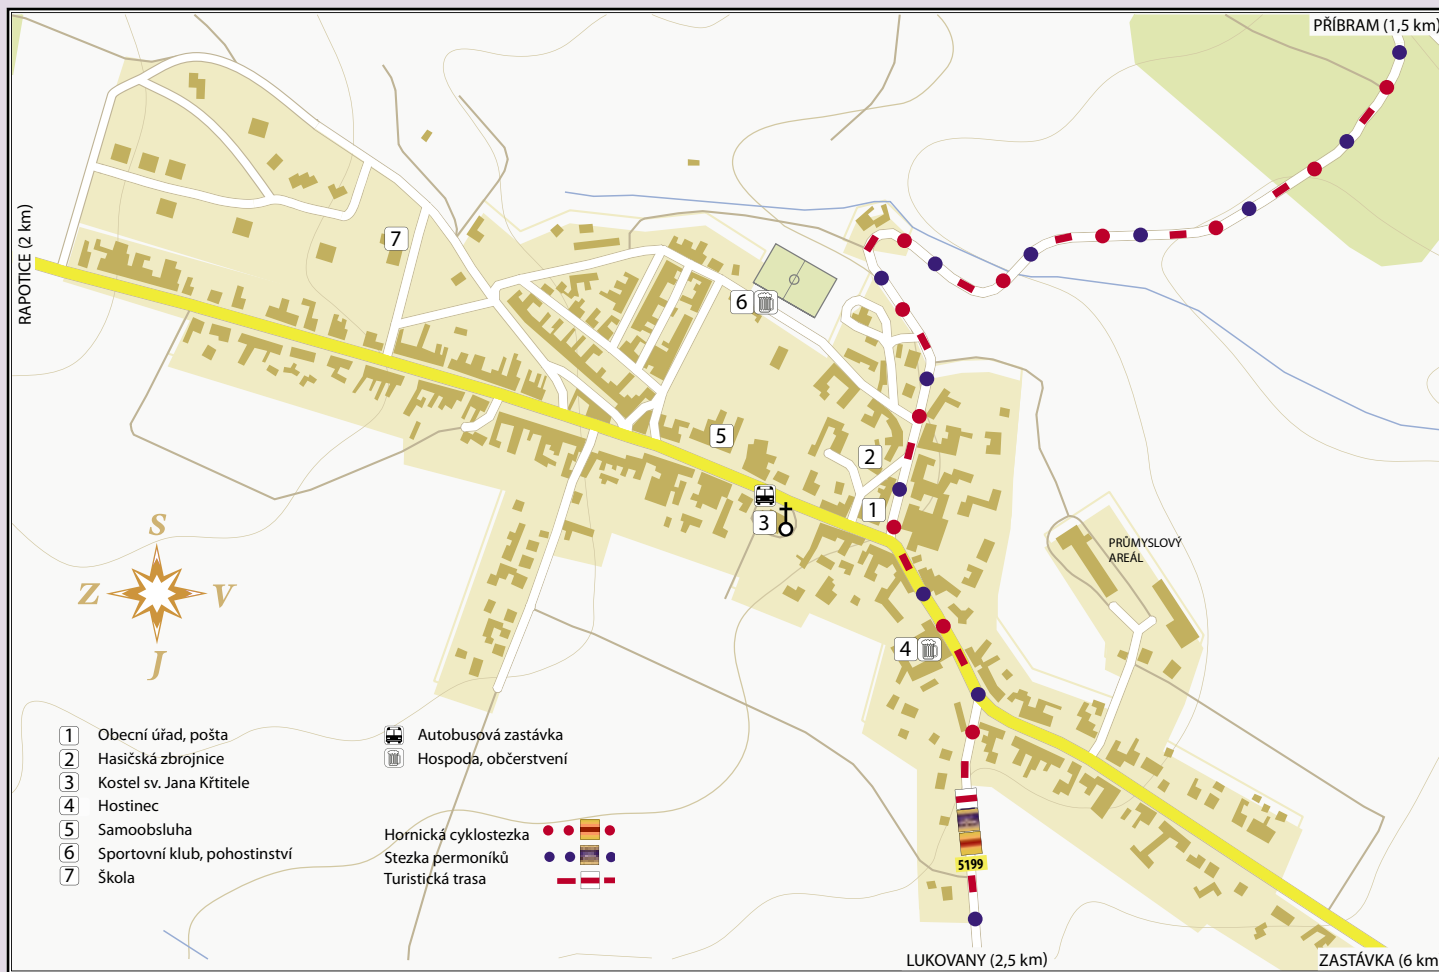 PŘÍBRAM (1,5 km)
RAPOTICE (2 km)
7
6
5
2
1
3
PRŮMYSLOVÝ
AREÁL
4
S
Z
V
J
1 Obecní úřad, pošta
2 Hasičská zbrojnice
3 Kostel sv. Jana Křtitele
4 Hostinec
5 Samoobsluha
6 Sportovní klub, pohostinství
7 Škola
Autobusová zastávka
Hospoda, občerstvení
Hornická cyklostezka
Stezka permoníků
Turistická trasa
5199
LUKOVANY (2,5 km)
ZASTÁVKA (6 km